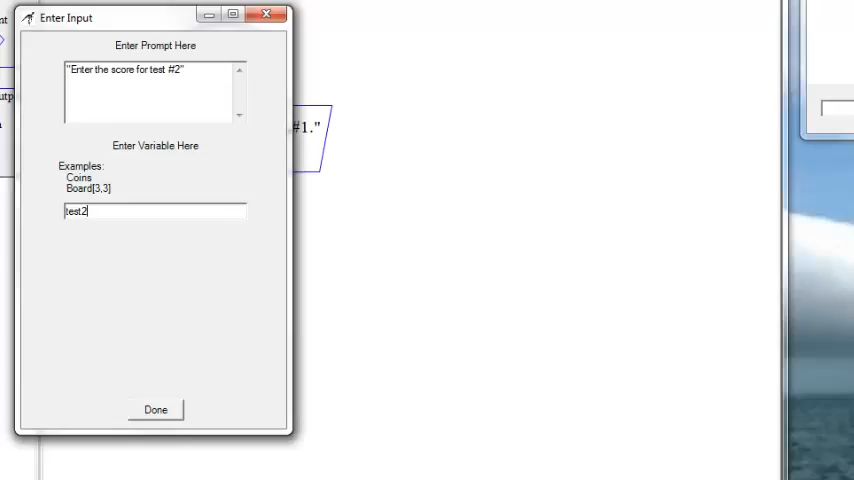 Enter Input
Enter Prompt Here
"Enter the score for test #2"
#1."
Enter Variable Here
Examples:
Coins
Board[3,3]
test2
Done